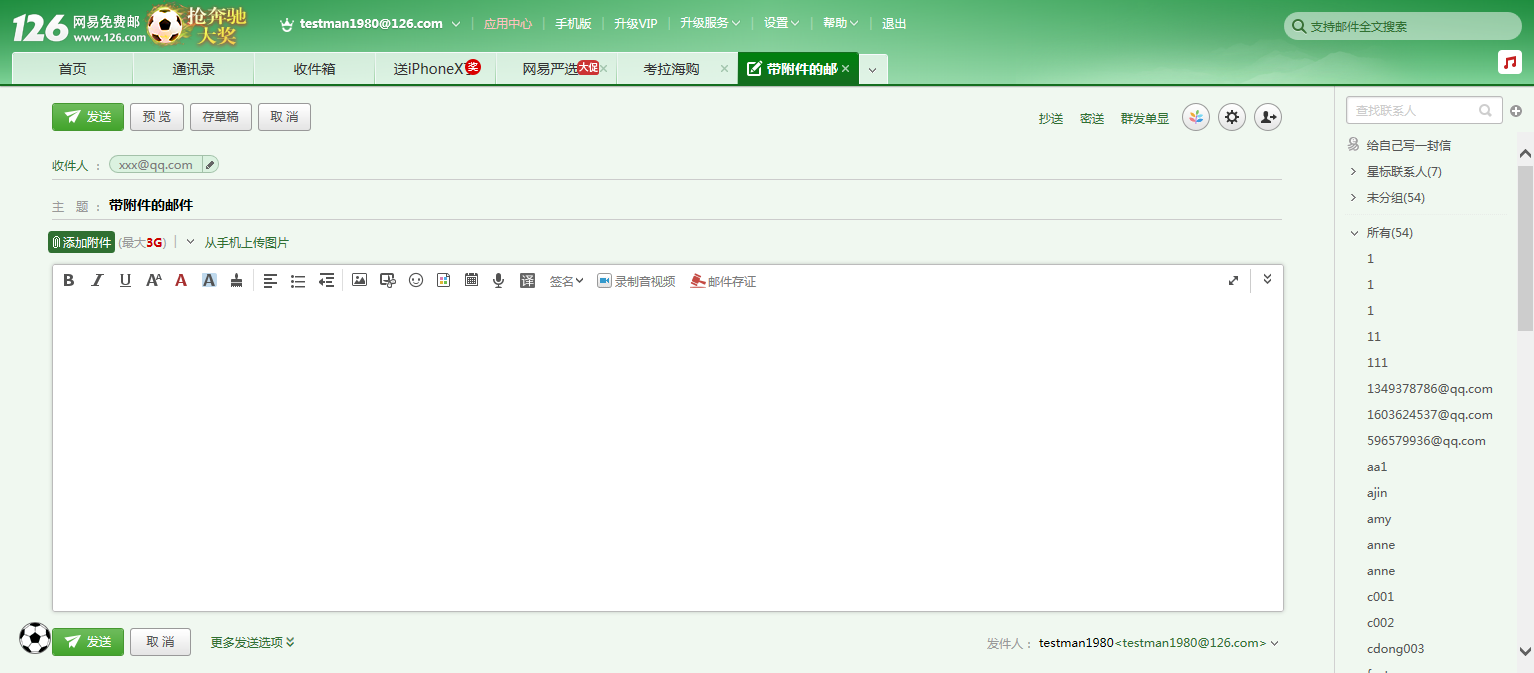 126 网易免费邮 www.126.com 抢奔驰大奖 testman1980@126.com 应用中心 手机版 升级VIP 升级服务 设置 帮助 退出 支持邮件全文搜索
首页 通讯录 收件箱 送iPhoneX奖 网易严选大促 考拉海购 带附件的邮
发送 预览 存草稿 取消 抄送 密送 群发单显
收件人：xxx@qq.com
主题：带附件的邮件
添加附件(最大3G) 从手机上传图片
B I U A A A A 译 签名 录制音视频 邮件存证
发送 取消 更多发送选项 发件人：testman1980<testman1980@126.com>
查找联系人
给自己写一封信
星标联系人(7)
未分组(54)
所有(54)
1
1
1
11
111
1349378786@qq.com
1603624537@qq.com
596579936@qq.com
aa1
ajin
amy
anne
anne
c001
c002
cdong003